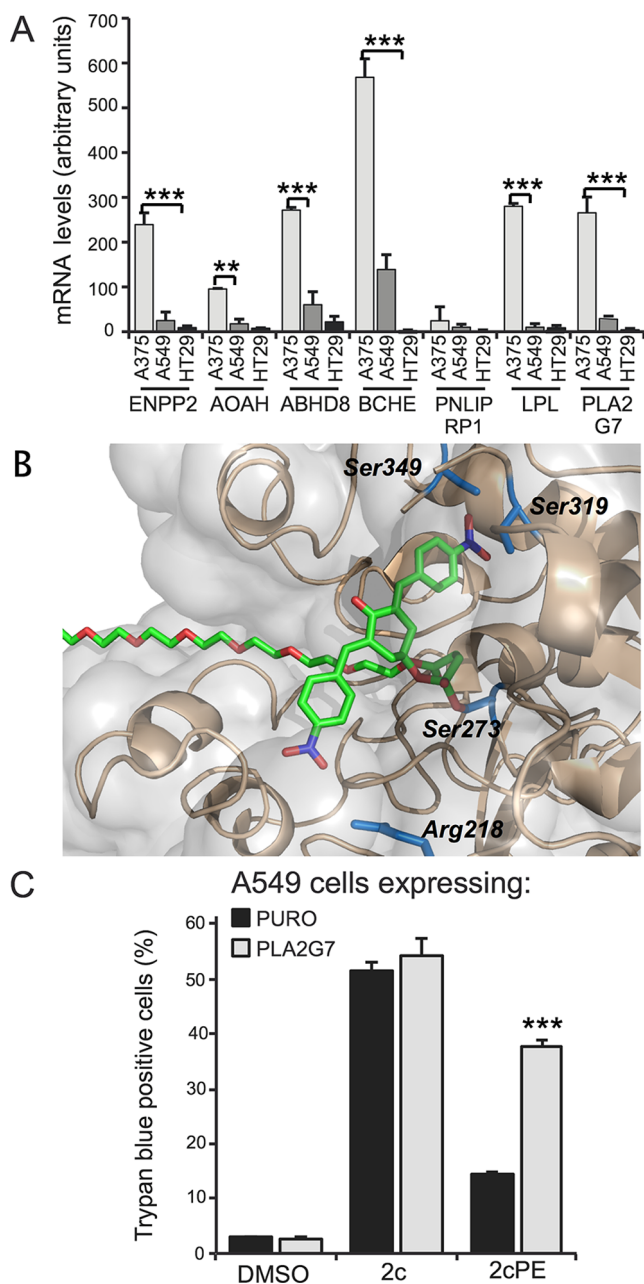 A
mRNA levels (arbitrary units)
700
600
500
400
300
200
100
0
***
**
***
***
***
***
A375 A549 HT29 A375 A549 HT29 A375 A549 HT29 A375 A549 HT29 A375 A549 HT29 A375 A549 HT29 A375 A549 HT29
ENPP2 AOAH ABHD8 BCHE PNLIP LPL PLA2
RP1 G7
B
Ser349
Ser319
Ser273
Arg218
C
A549 cells expressing:
PURO
PLA2G7
Trypan blue positive cells (%)
60
50
40
30
20
10
0
***
DMSO 2c 2cPE